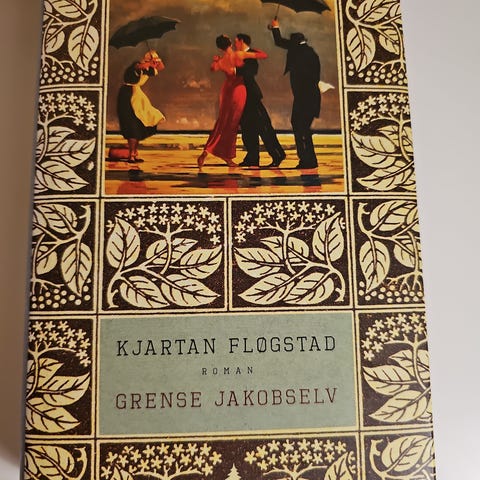 KJARTAN FLØGSTAD
ROMAN
GRENSE JAKOBSELV